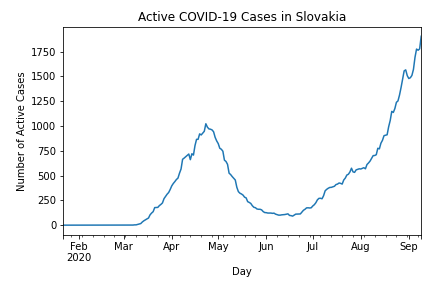 Active COVID-19 Cases in Slovakia
Number of Active Cases
1750
1500
1250
1000
750
500
250
0
Feb Mar Apr May Jun Jul Aug Sep
2020
Day